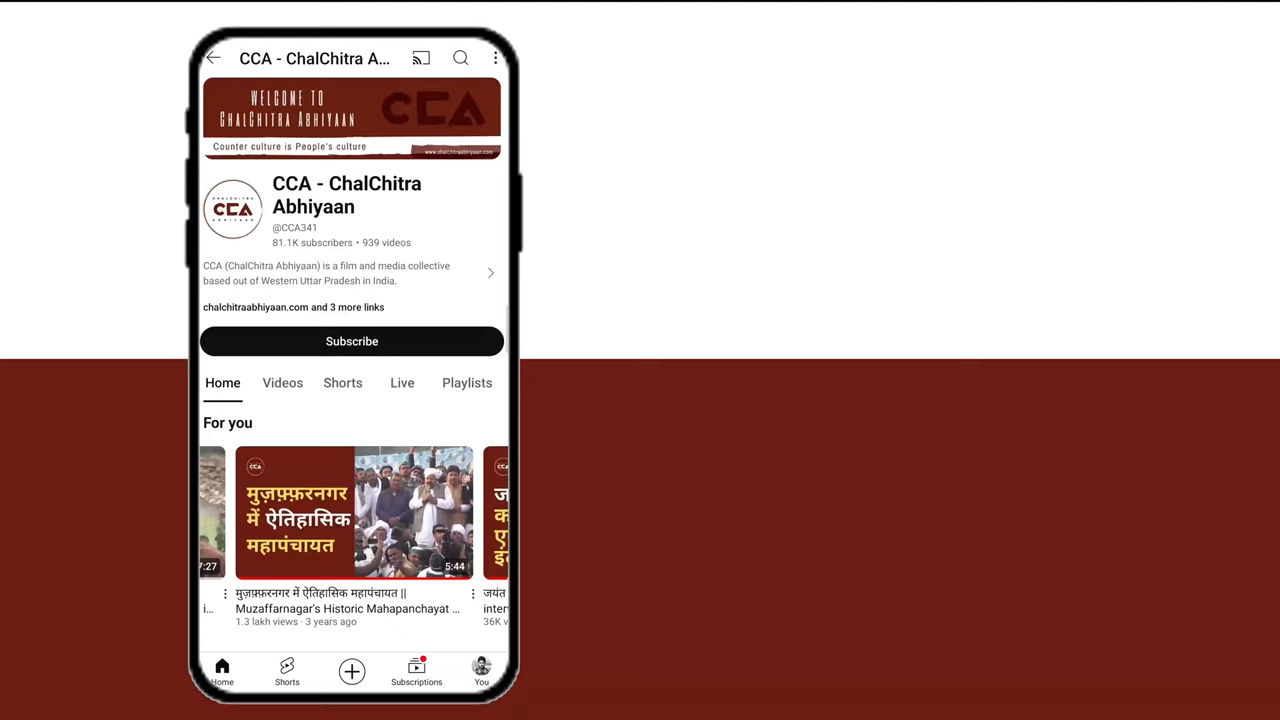 CCA - ChalChitra A...
WELCOME TO
CHALCHITRA ABHIYAAN
CCA
Counter culture is People's culture
www.chalchitraabhiyaan.com
CHALCHITRA
CCA
ABHIYAAN
CCA - ChalChitra
Abhiyaan
@CCA341
81.1K subscribers • 939 videos
CCA (ChalChitra Abhiyaan) is a film and media collective
based out of Western Uttar Pradesh in India.
chalchitraabhiyaan.com and 3 more links
Subscribe
Home Videos Shorts Live Playlists
For you
CCA
मुज़फ़्फ़रनगर
में ऐतिहासिक
महापंचायत
7:27
5:44
i...
मुज़फ़्फ़रनगर में ऐतिहासिक महापंचायत ||
Muzaffarnagar's Historic Mahapanchayat ...
1.3 lakh views · 3 years ago
जयंत
inter
36K v
Home Shorts Subscriptions You